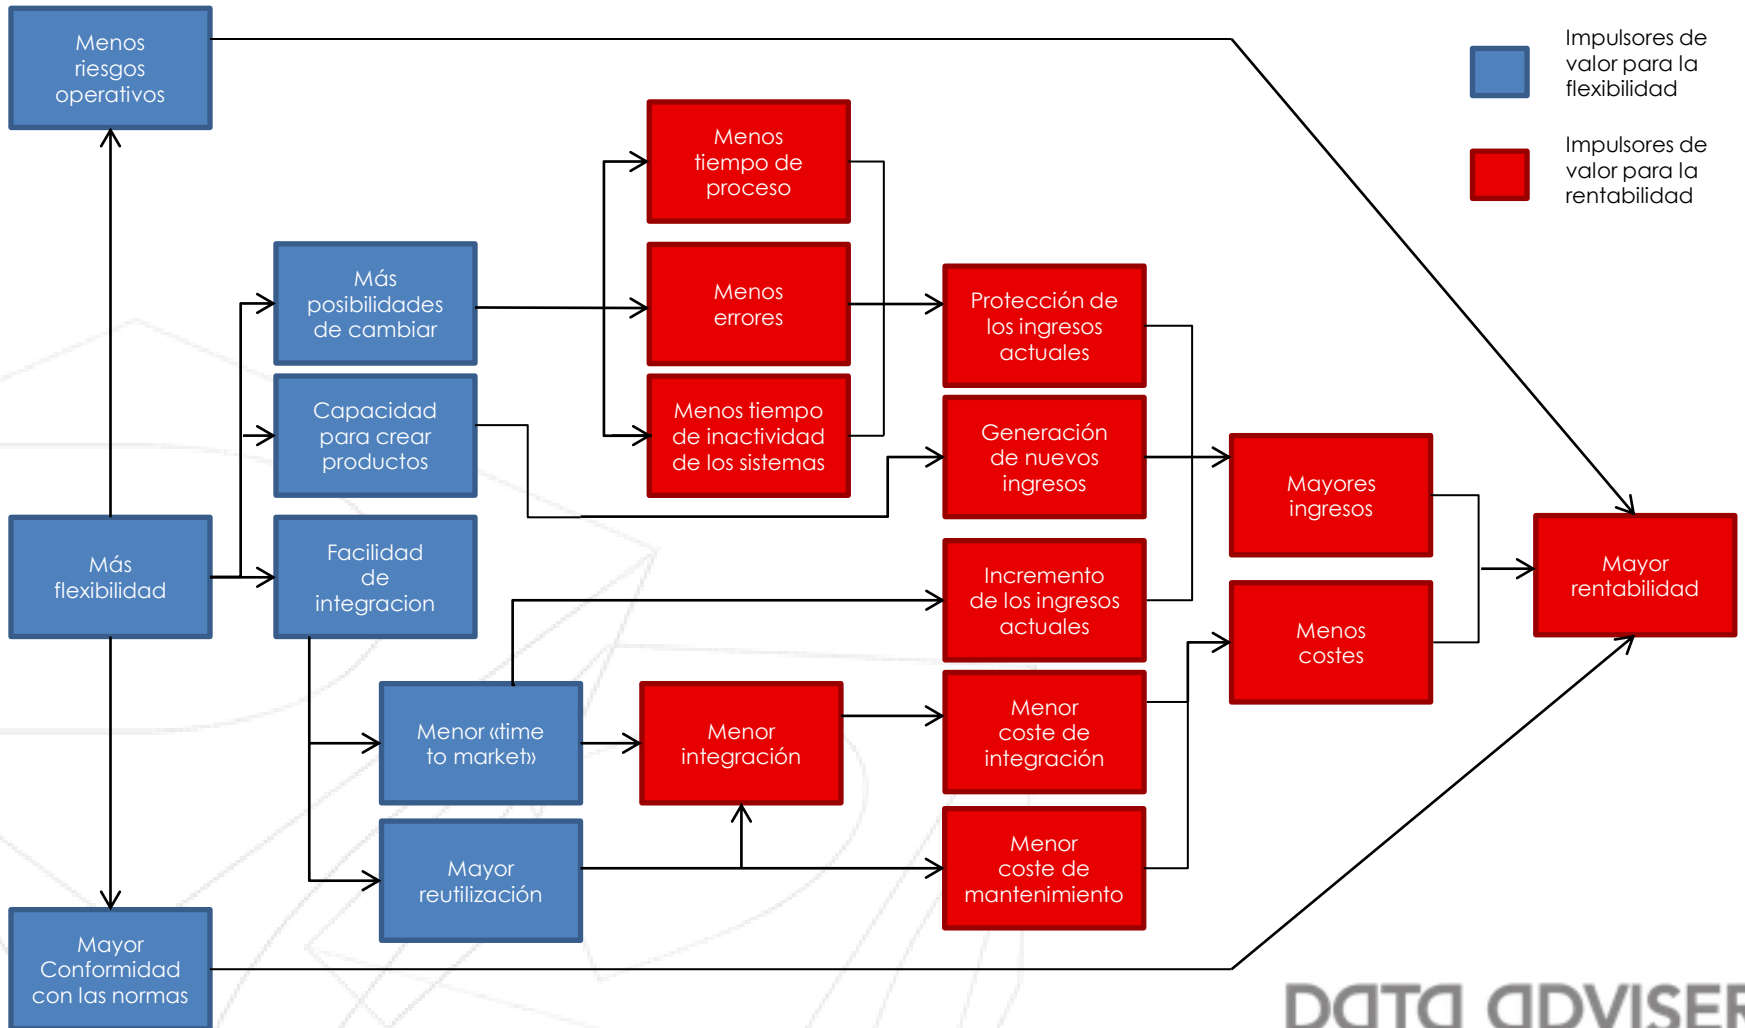 Menos
riesgos
operativos
Impulsores de
valor para la
flexibilidad
Impulsores de
valor para la
rentabilidad
Menos
tiempo de
proceso
Más
posibilidades
de cambiar
Menos
errores
Protección de
los ingresos
actuales
Capacidad
para crear
productos
Menos tiempo
de inactividad
de los sistemas
Generación
de nuevos
ingresos
Mayores
ingresos
Más
flexibilidad
Facilidad
de
integracion
Incremento
de los ingresos
actuales
Mayor
rentabilidad
Menos
costes
Menor «time
to market»
Menor
integración
Menor
coste de
integración
Mayor
reutilización
Menor
coste de
mantenimiento
Mayor
Conformidad
con las normas
DATA ADVISER